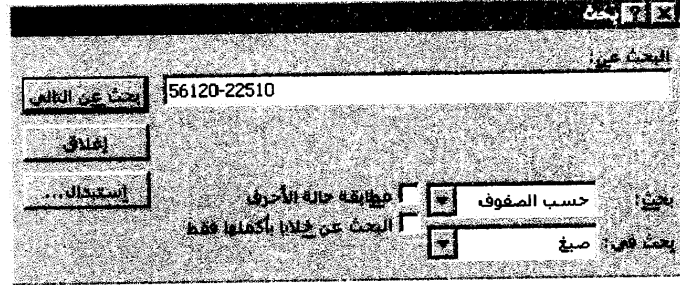 بحث
البحث عن:
56120-22510
بحث عن التالي
إغلاق
إستبدال...
بحث: حسب الصفوف
مطابقة حالة الأحرف
بحث في: صيغ
البحث عن خلايا بأكملها فقط